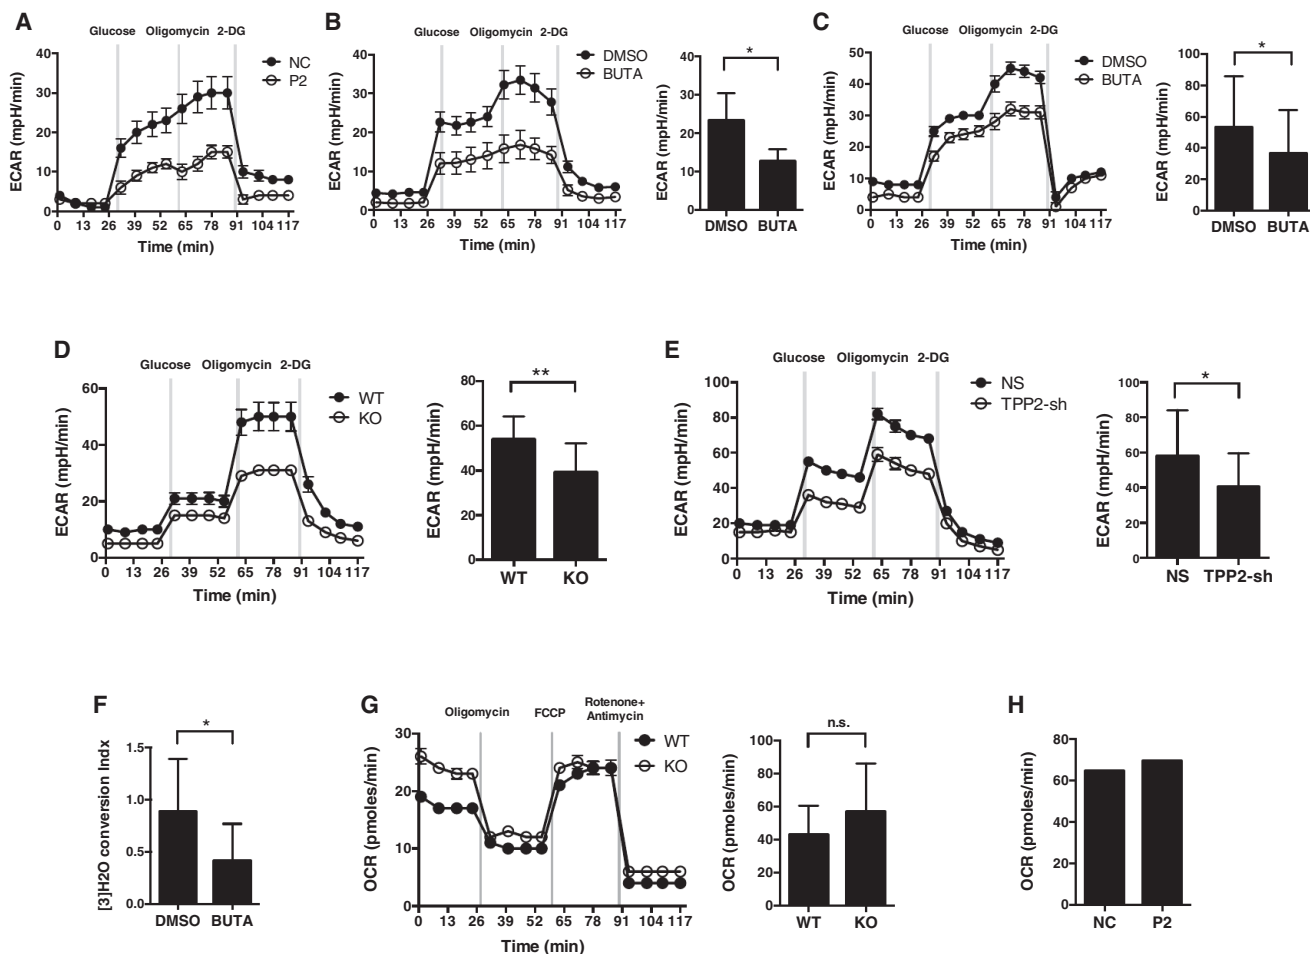 A
Glucose Oligomycin 2-DG
NC
P2
40
30
20
10
0
ECAR (mpH/min)
0 13 26 39 52 65 78 91 104 117
Time (min)
B
Glucose Oligomycin 2-DG
DMSO
BUTA
40
30
20
10
0
ECAR (mpH/min)
0 13 26 39 52 65 78 91 104 117
Time (min)
*
40
30
20
10
0
ECAR (mpH/min)
DMSO BUTA
C
Glucose Oligomycin 2-DG
DMSO
BUTA
50
40
30
20
10
0
ECAR (mpH/min)
0 13 26 39 52 65 78 91 104 117
Time (min)
*
100
80
60
40
20
0
ECAR (mpH/min)
DMSO BUTA
D
Glucose Oligomycin 2-DG
WT
KO
60
40
20
0
ECAR (mpH/min)
0 13 26 39 52 65 78 91 104 117
Time (min)
**
80
60
40
60
0
ECAR (mpH/min)
WT KO
E
Glucose Oligomycin 2-DG
NS
TPP2-sh
100
80
60
40
20
0
ECAR (mpH/min)
0 13 26 39 52 65 78 91 104 117
Time (min)
*
100
80
60
40
20
0
ECAR (mpH/min)
NS TPP2-sh
F
*
1.5
1.0
0.5
0.0
[3]H2O conversion Indx
DMSO BUTA
G
Oligomycin FCCP Rotenone+
Antimycin
WT
KO
30
20
10
0
OCR (pmoles/min)
0 13 26 39 52 65 78 91 104 117
Time (min)
n.s.
100
80
60
40
20
0
OCR (pmoles/min)
WT KO
H
80
60
40
20
0
OCR (pmoles/min)
NC P2